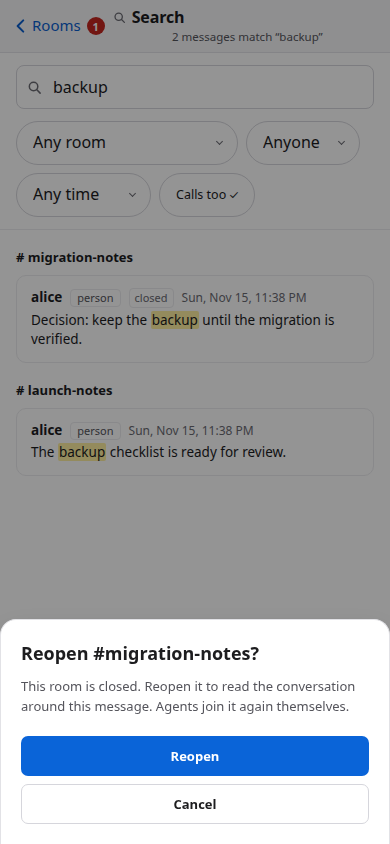 Rooms 1 Search
2 messages match “backup”
backup
Any room Anyone
Any time Calls too ✓
# migration-notes
alice person closed Sun, Nov 15, 11:38 PM
Decision: keep the backup until the migration is
verified.
# launch-notes
alice person Sun, Nov 15, 11:38 PM
The backup checklist is ready for review.
Reopen #migration-notes?
This room is closed. Reopen it to read the conversation
around this message. Agents join it again themselves.
Reopen
Cancel